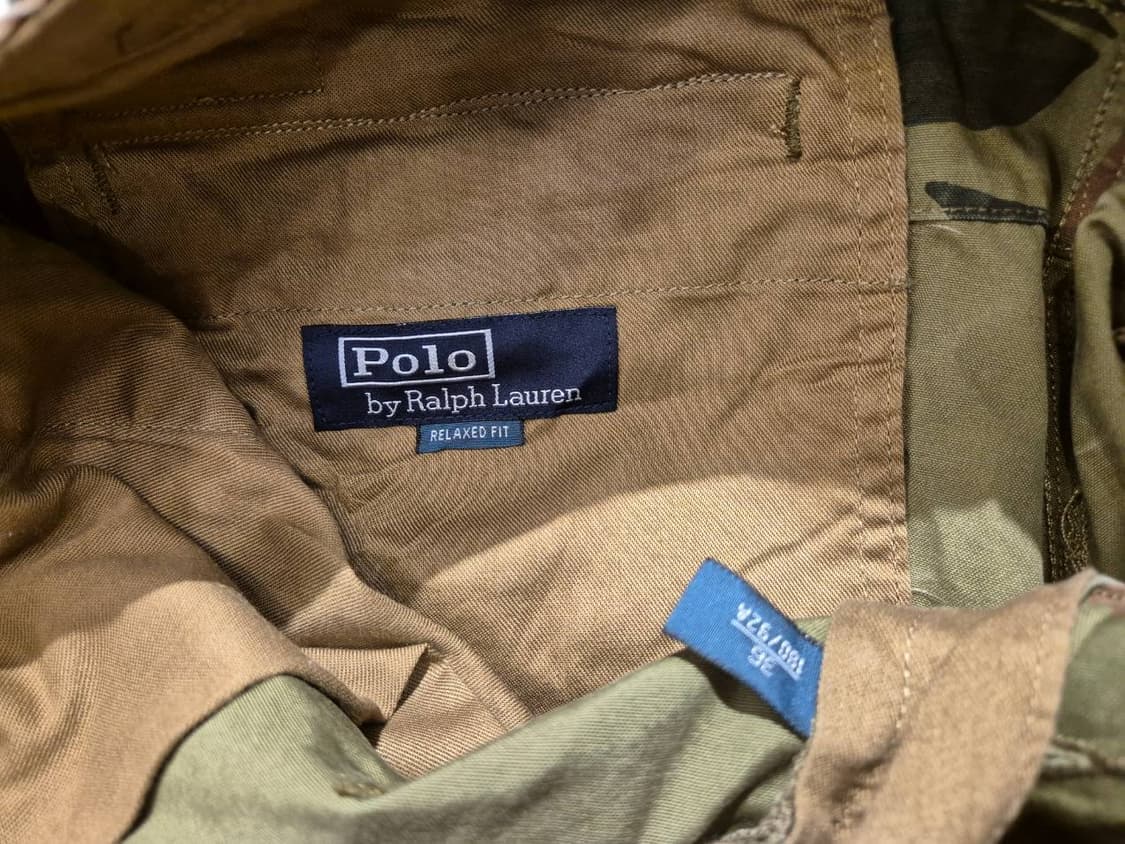 Polo
by Ralph Lauren
RELAXED FIT
36
180/92A